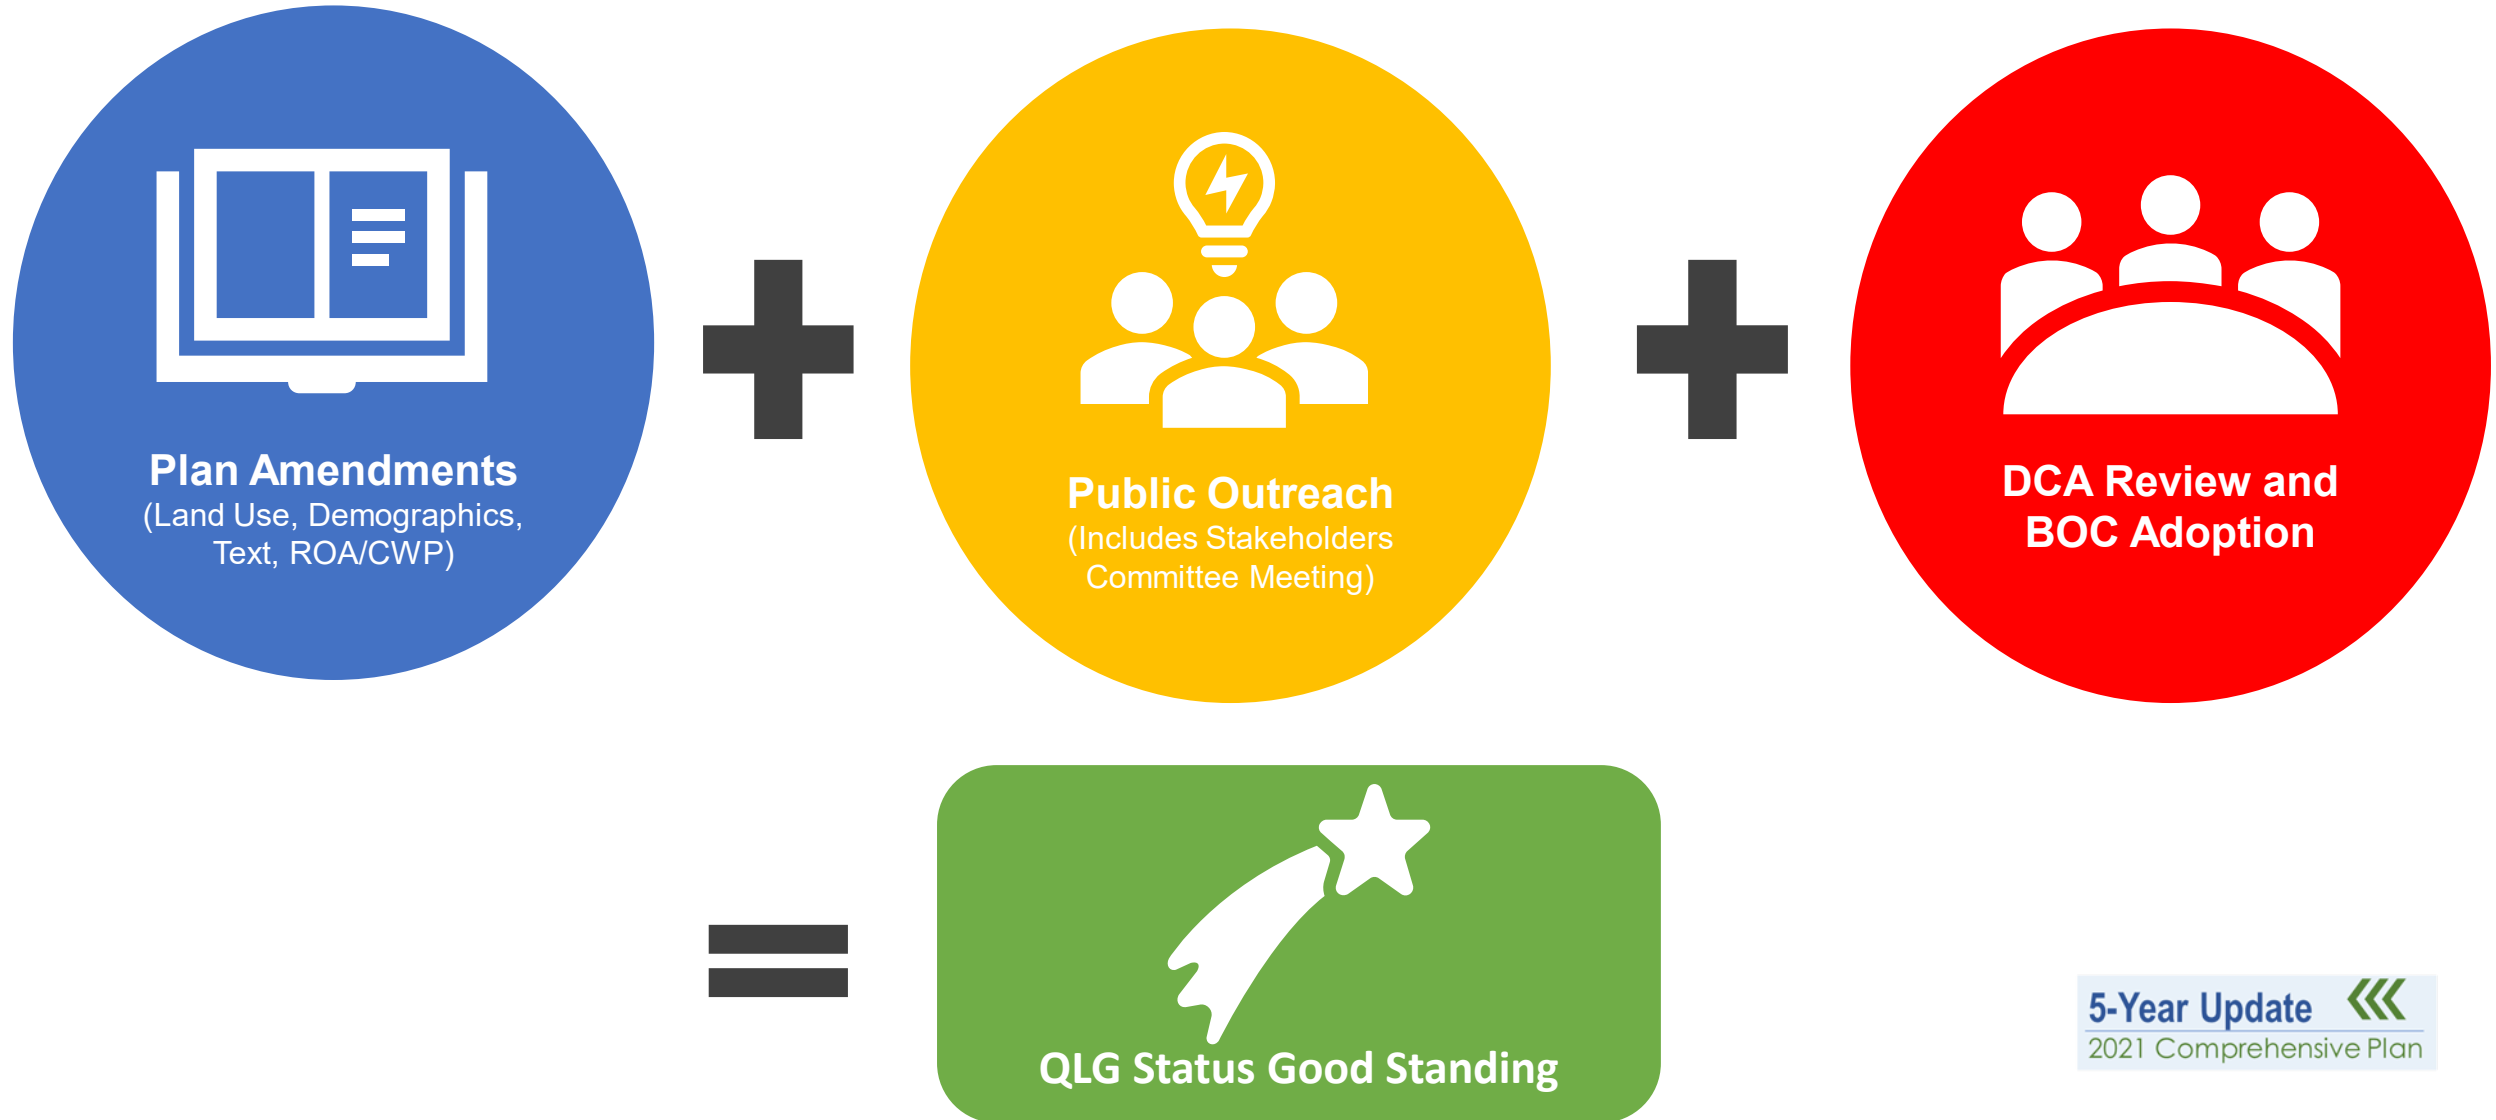 Plan Amendments
(Land Use, Demographics,
Text, ROA/CWP)
Public Outreach
(Includes Stakeholders
Committee Meeting)
DCA Review and
BOC Adoption
QLG Status Good Standing
5-Year Update
2021 Comprehensive Plan